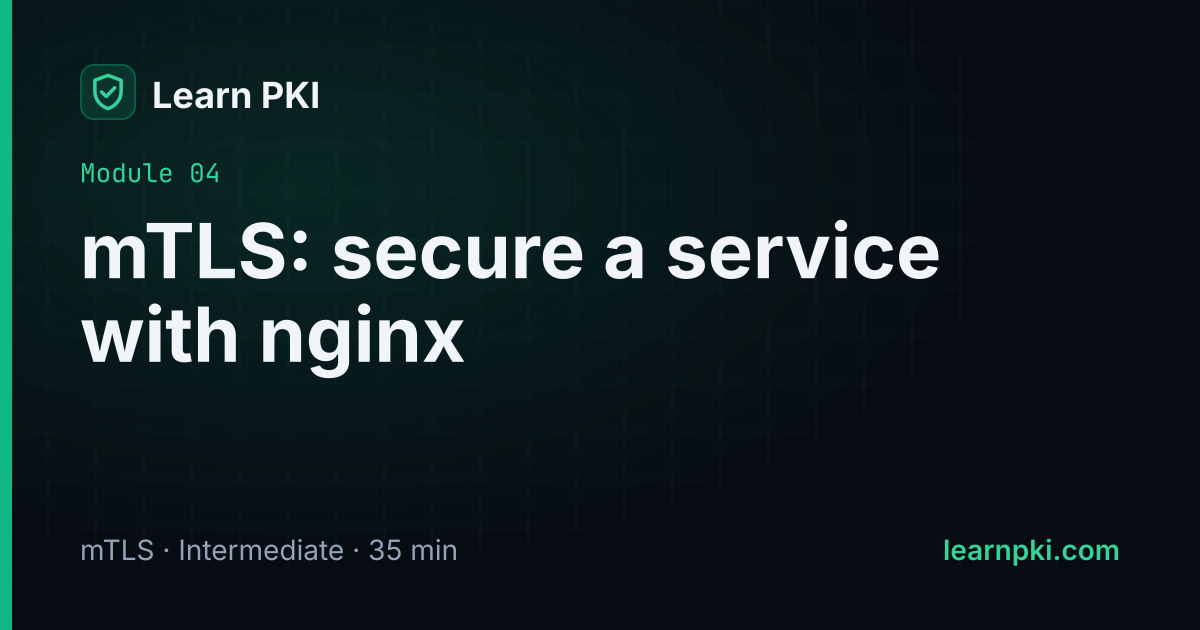 Learn PKI
Module 04
mTLS: secure a service
with nginx
mTLS · Intermediate · 35 min
learnpki.com